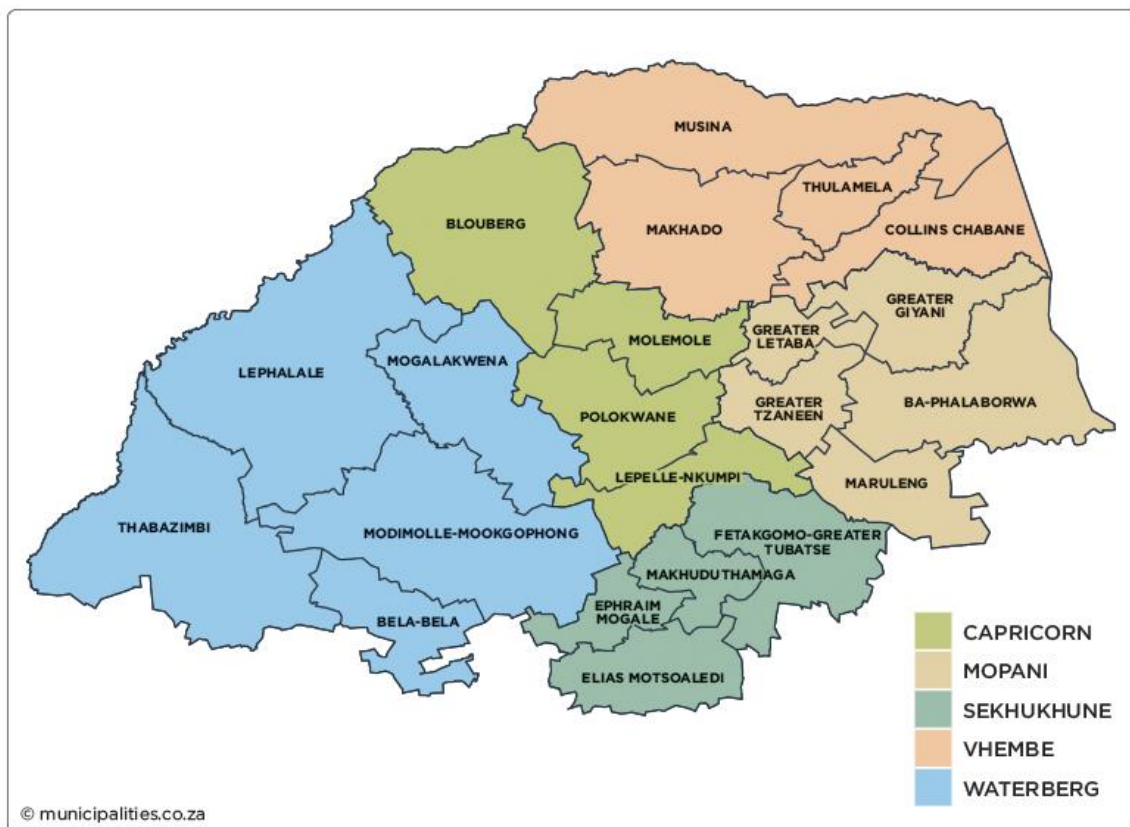 MUSINA
THULAMELA
BLOUBERG
MAKHADO
COLLINS CHABANE
GREATER
GIYANI
MOLEMOLE
GREATER
LETABA
MOGALAKWENA
LEPHALALE
GREATER
TZANEEN
BA-PHALABORWA
POLOKWANE
LEPELLE-NKUMPI
MARULENG
THABAZIMBI
MODIMOLLE-MOOKGOPHONG
FETAKGOMO-GREATER
TUBATSE
MAKHUDUTHAMAGA
EPHRAIM
MOGALE
BELA-BELA
ELIAS MOTSOALEDI
CAPRICORN
MOPANI
SEKHUKHUNE
VHEMBE
WATERBERG
© municipalities.co.za